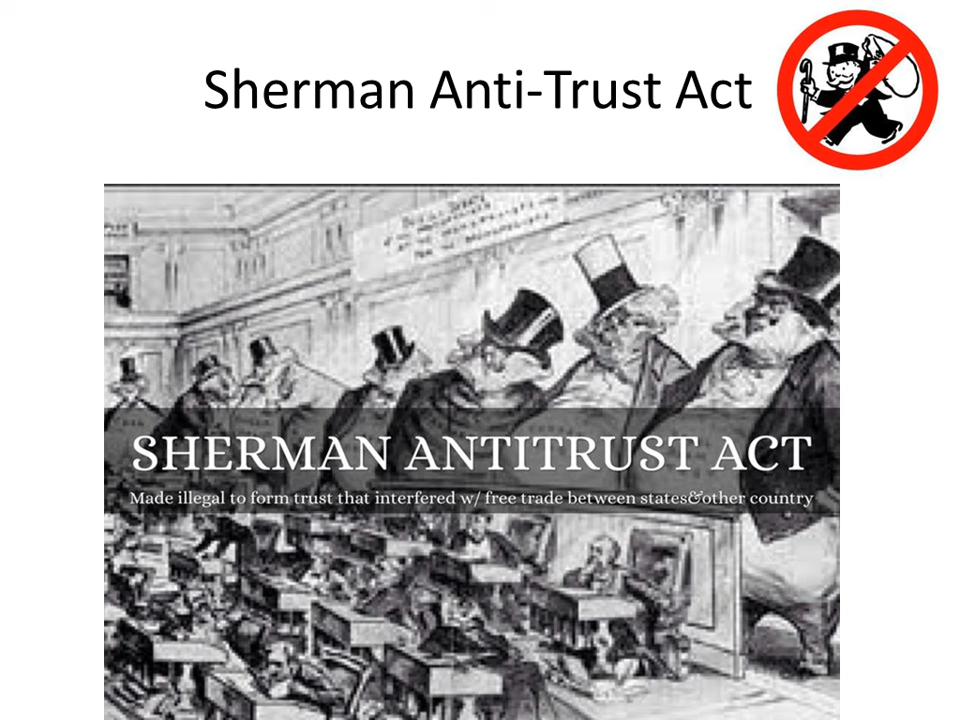 Sherman Anti-Trust Act
SHERMAN ANTITRUST ACT
Made illegal to form trust that interfered w/ free trade between states&other country